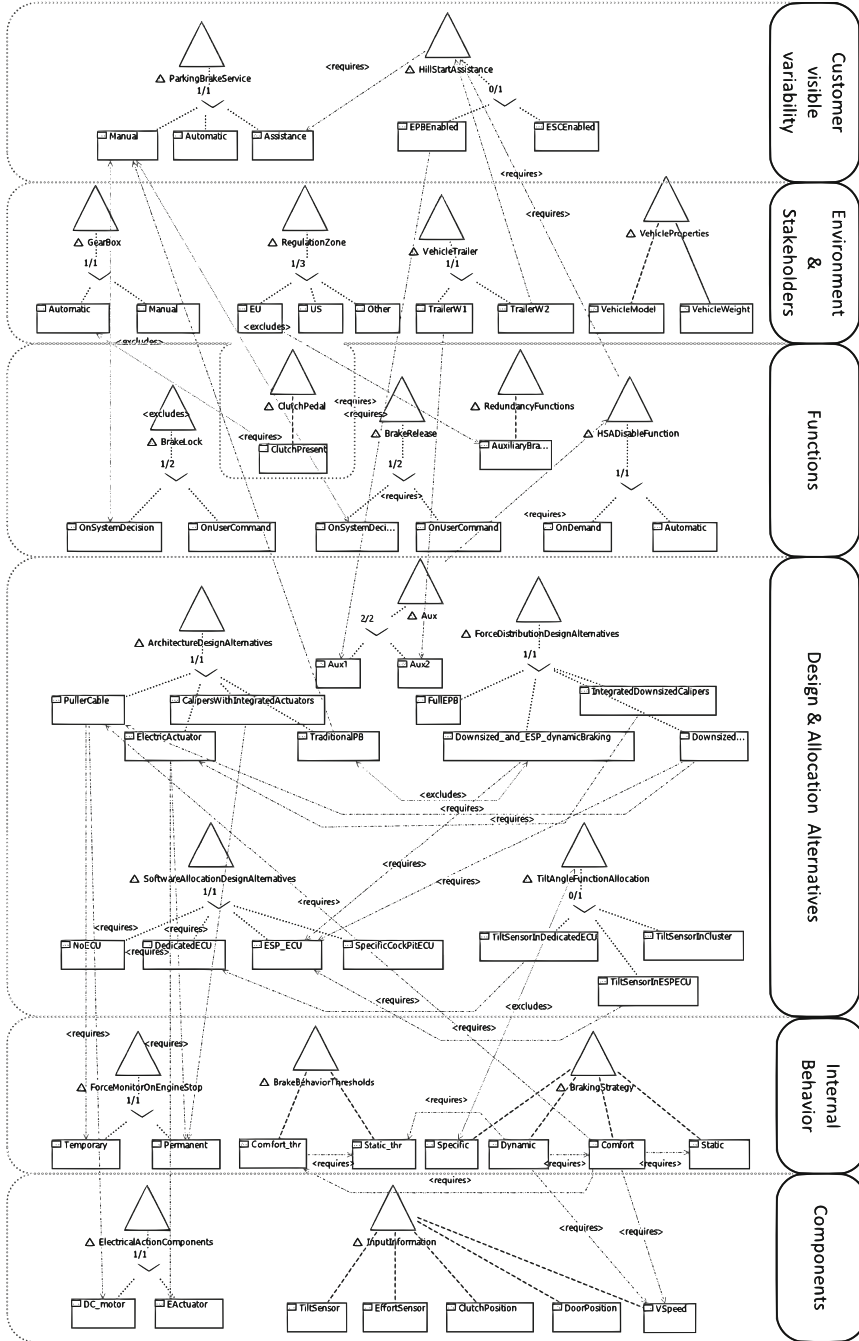 Customer
visible
variability
ParkingBrakeService
1/1
<requires>
HillStartAssistance
0/1
Manual
Automatic
Assistance
EPBEnabled
ESCEnabled
<requires>
Environment
&
Stakeholders
GearBox
1/1
RegulationZone
1/3
VehicleTrailer
1/1
<requires>
VehicleProperties
Automatic
Manual
EU
US
Other
TrailerW1
TrailerW2
VehicleModel
VehicleWeight
<excludes>
<excludes>
Functions
<excludes>
BrakeLock
1/2
ClutchPedal
<requires>
ClutchPresent
<requires>
<requires>
BrakeRelease
1/2
<requires>
RedundancyFunctions
AuxiliaryBra...
HSADisableFunction
1/1
<requires>
OnSystemDecision
OnUserCommand
OnSystemDeci...
OnUserCommand
OnDemand
Automatic
Design & Allocation Alternatives
ArchitectureDesignAlternatives
1/1
2/2
Aux
ForceDistributionDesignAlternatives
1/1
Aux1
Aux2
PullerCable
CalipersWithIntegratedActuators
FullEPB
IntegratedDownsizedCalipers
ElectricActuator
TraditionalPB
Downsized_and_ESP_dynamicBraking
Downsized...
<excludes>
<requires>
<requires>
<requires>
<requires>
SoftwareAllocationDesignAlternatives
1/1
TiltAngleFunctionAllocation
0/1
<requires>
<requires>
<requires>
NoECU
DedicatedECU
ESP_ECU
SpecificCockPitECU
TiltSensorInDedicatedECU
TiltSensorInCluster
TiltSensorInESPECU
<requires>
<excludes>
Internal
Behavior
<requires>
<requires>
<requires>
ForceMonitorOnEngineStop
1/1
BrakeBehaviorThresholds
BrakingStrategy
<requires>
Temporary
Permanent
Comfort_thr
Static_thr
Specific
Dynamic
Comfort
Static
<requires>
<requires>
<requires>
<requires>
Components
ElectricalActionComponents
1/1
InputInformation
<requires>
<requires>
DC_motor
EActuator
TiltSensor
EffortSensor
ClutchPosition
DoorPosition
VSpeed